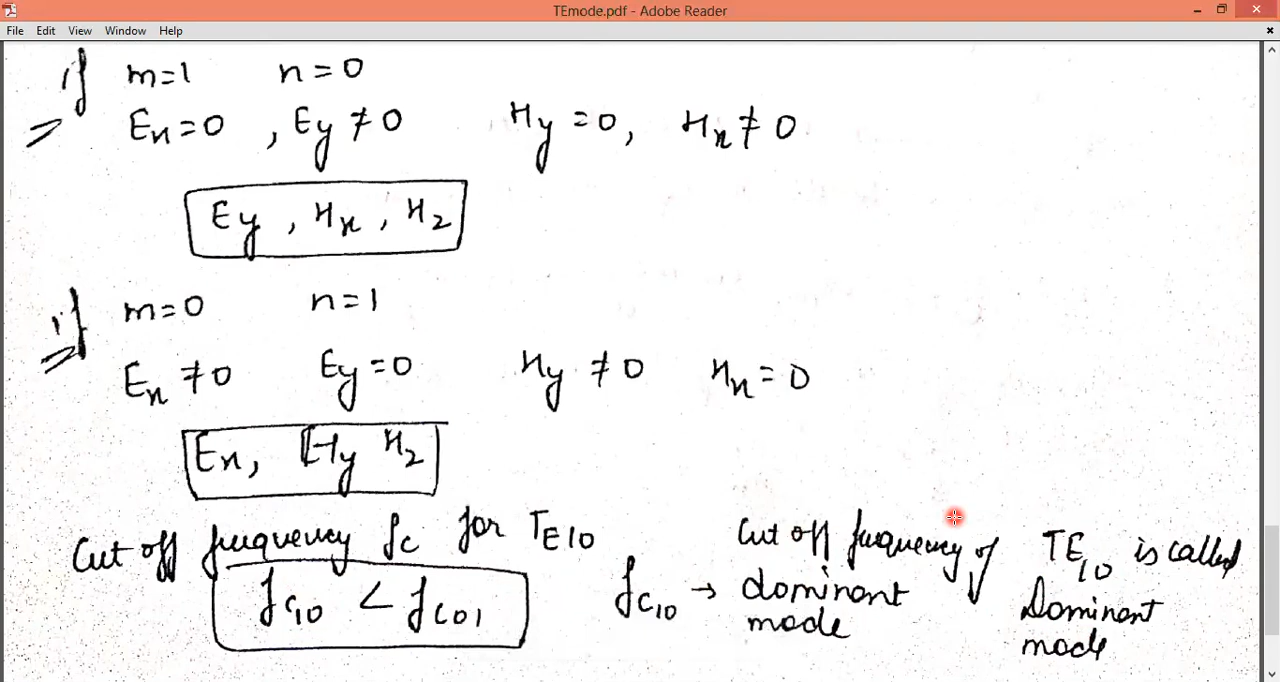 TEmode.pdf - Adobe Reader
File Edit View Window Help
if m=1 n=0
Ex=0 , Ey≠0 Hy=0, Hx≠0
Ey , Hx , Hz
if m=0 n=1
Ex≠0 Ey=0 Hy≠0 Hx=0
Ex, Hy Hz
Cut off frequency fc for TE10
fc10 < fc01
fc10 → Cut off frequency of
dominant
mode
TE10 is called
Dominant
mode